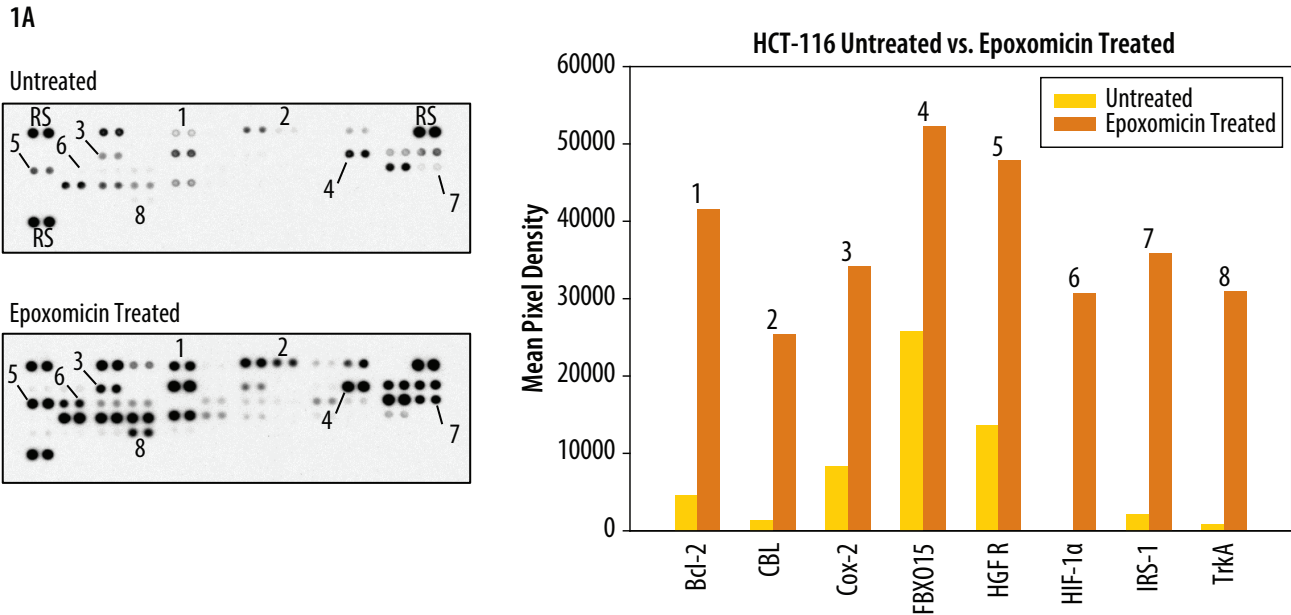 1A
Untreated
RS
1
2
RS
3
5
6
4
7
8
RS
Epoxomicin Treated
1
2
3
5
6
4
7
8
HCT-116 Untreated vs. Epoxomicin Treated
Untreated
Epoxomicin Treated
Mean Pixel Density
60000
50000
40000
30000
20000
10000
0
1
2
3
4
5
6
7
8
Bcl-2
CBL
Cox-2
FBXO15
HGF R
HIF-1α
IRS-1
TrkA